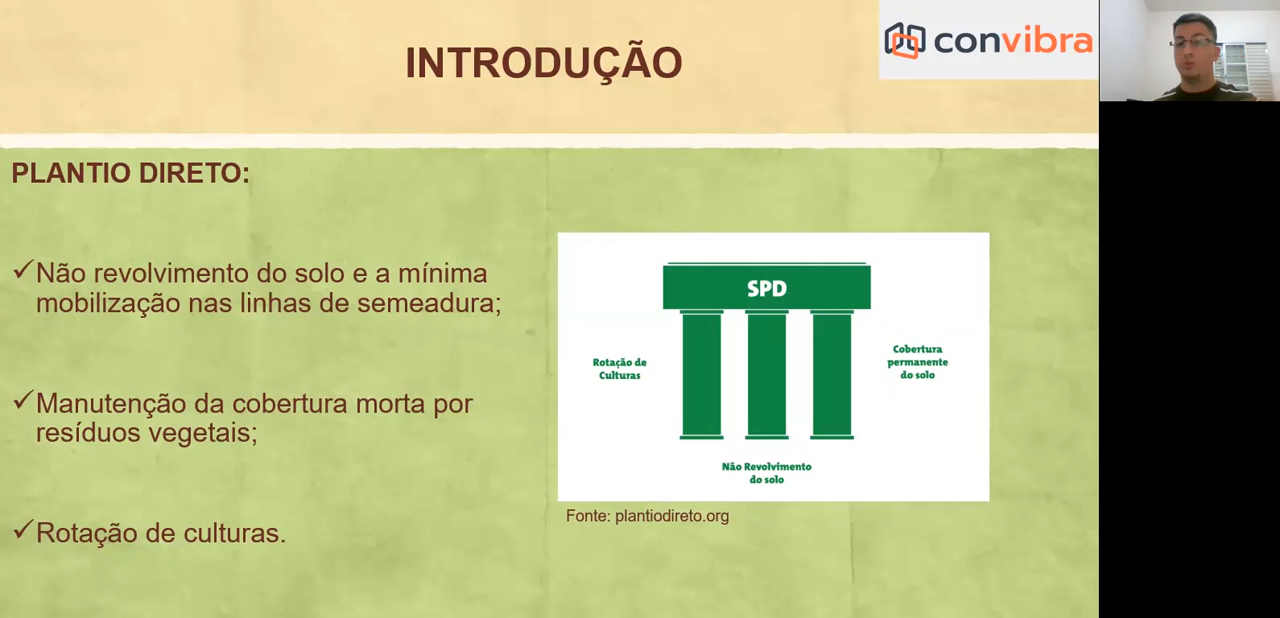 INTRODUÇÃO
convibra
PLANTIO DIRETO:
✓Não revolvimento do solo e a mínima
mobilização nas linhas de semeadura;
✓Manutenção da cobertura morta por
resíduos vegetais;
✓Rotação de culturas.
SPD
Rotação de
Culturas
Cobertura
permanente
do solo
Não Revolvimento
do solo
Fonte: plantiodireto.org